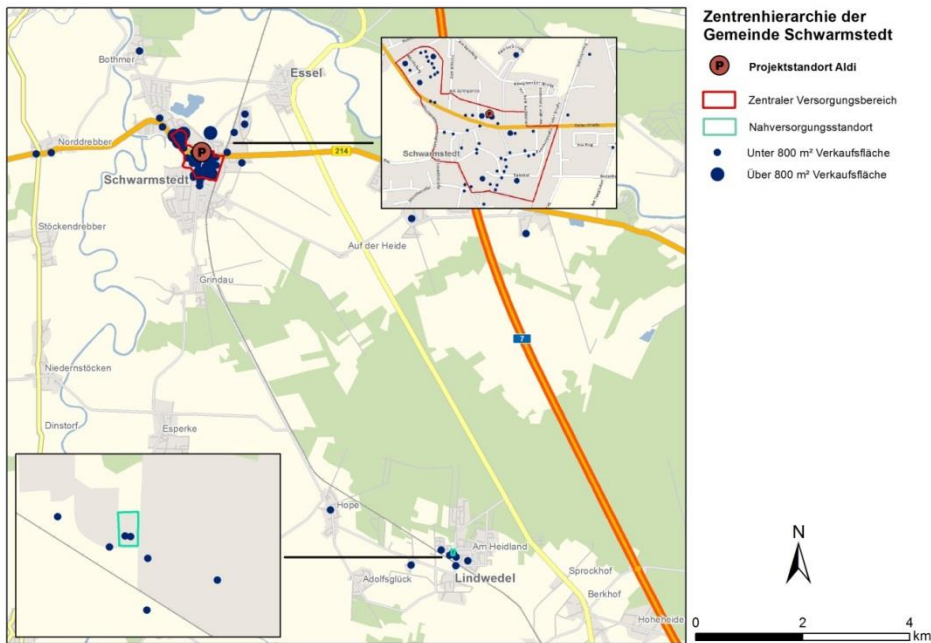 Zentrenhierarchie der
Gemeinde Schwarmstedt
P
Projektstandort Aldi
Zentraler Versorgungsbereich
Nahversorgungsstandort
Unter 800 m² Verkaufsfläche
Über 800 m² Verkaufsfläche
Bothmer
Essel
Norddrebber
P
214
Schwarmstedt
Schwarmstedt
Stöckendrebber
Auf der Heide
Grindau
7
Niedernstöcken
Dinstorf
Esperke
Hope
Am Heidland
Adolfsglück
Lindwedel
Sprockhof
Berkhof
Hoheneide
N
0
2
4
km